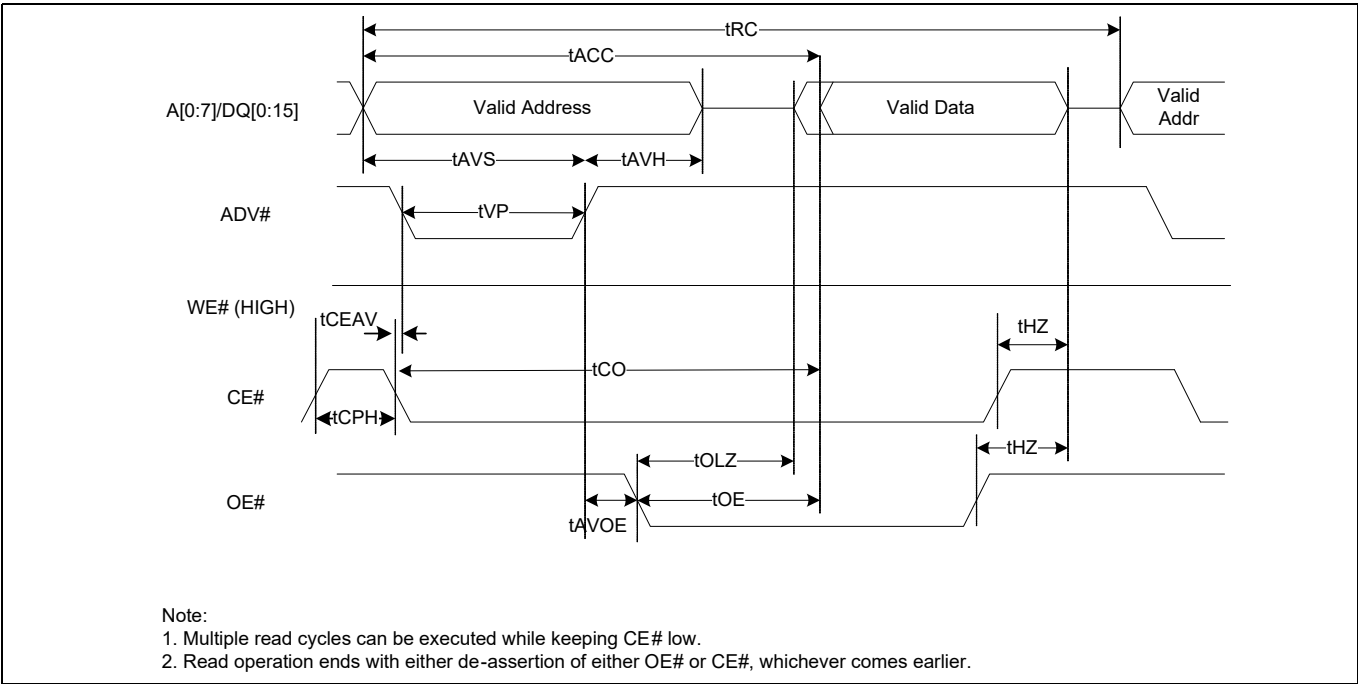 tRC
tACC
A[0:7]/DQ[0:15]
Valid Address
Valid Data
Valid
Addr
tAVS
tAVH
ADV#
tVP
WE# (HIGH)
tCEAV
tHZ
tCO
CE#
tCPH
tHZ
tOLZ
OE#
tOE
tAVOE
Note:
1. Multiple read cycles can be executed while keeping CE# low.
2. Read operation ends with either de-assertion of either OE# or CE#, whichever comes earlier.